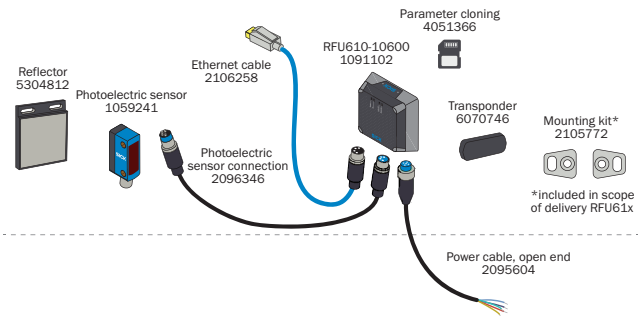 Parameter cloning
4051366
Ethernet cable
2106258
RFU610-10600
1091102
Reflector
5304812
Photoelectric sensor
1059241
Transponder
6070746
Mounting kit*
2105772
Photoelectric
sensor connection
2096346
*included in scope
of delivery RFU61x
Power cable, open end
2095604
SICK